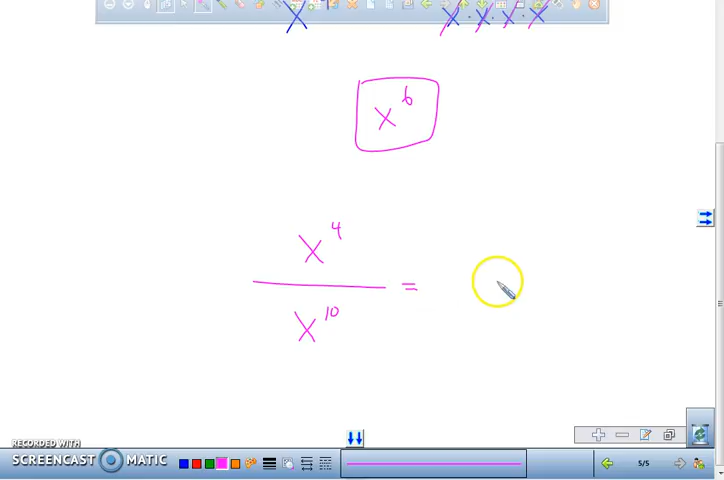 X X . X . X . X
x⁶
x⁴
=
x¹⁰
RECORDED WITH
SCREENCAST MATIC
5/5